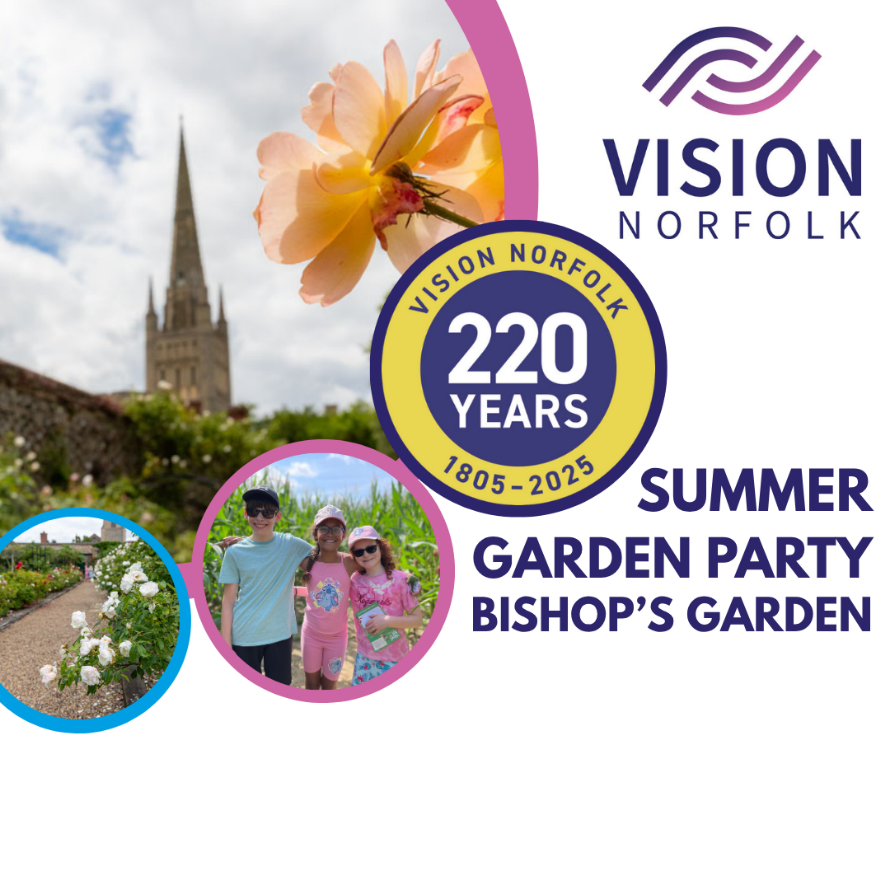 VISION
NORFOLK
VISION NORFOLK
220
YEARS
1805-2025
SUMMER
GARDEN PARTY
BISHOP'S GARDEN